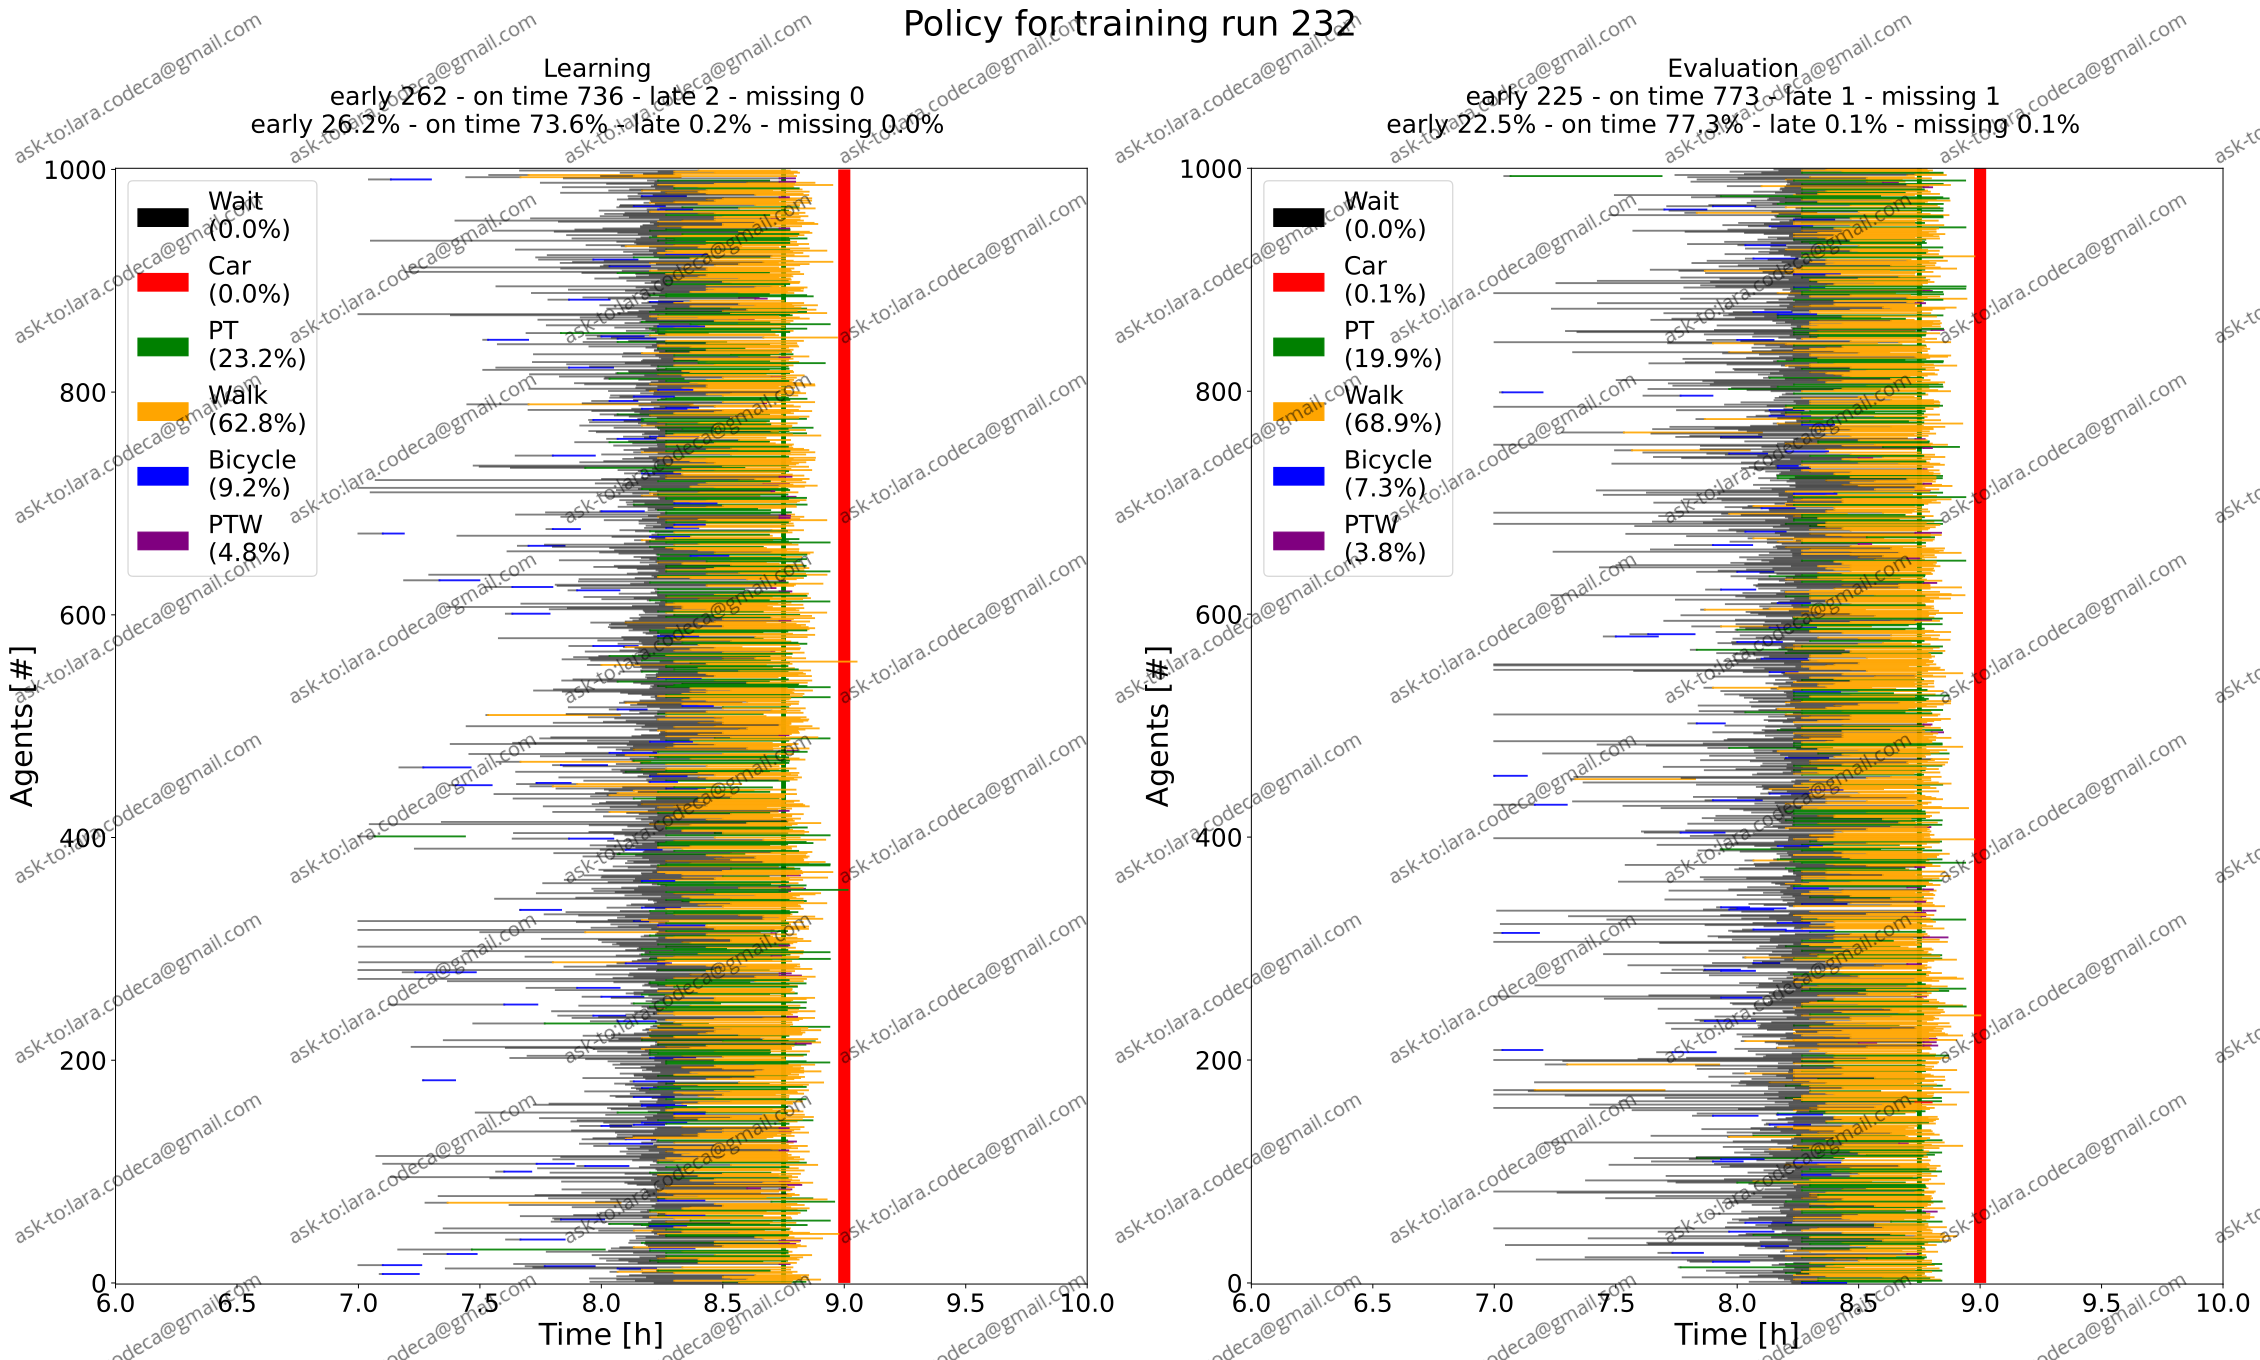 Policy for training run 232
Learning
early 262 - on time 736 - late 2 - missing 0
early 26.2% - on time 73.6% - late 0.2% - missing 0.0%
Evaluation
early 225 - on time 773 - late 1 - missing 1
early 22.5% - on time 77.3% - late 0.1% - missing 0.1%
1000
800
600
400
200
0
Agents [#]
Wait
(0.0%)
Car
(0.0%)
PT
(23.2%)
Walk
(62.8%)
Bicycle
(9.2%)
PTW
(4.8%)
6.0 6.5 7.0 7.5 8.0 8.5 9.0 9.5 10.0
Time [h]
1000
800
600
400
200
0
Agents [#]
Wait
(0.0%)
Car
(0.1%)
PT
(19.9%)
Walk
(68.9%)
Bicycle
(7.3%)
PTW
(3.8%)
6.0 6.5 7.0 7.5 8.0 8.5 9.0 9.5 10.0
Time [h]
ask-to:lara.codeca@gmail.com